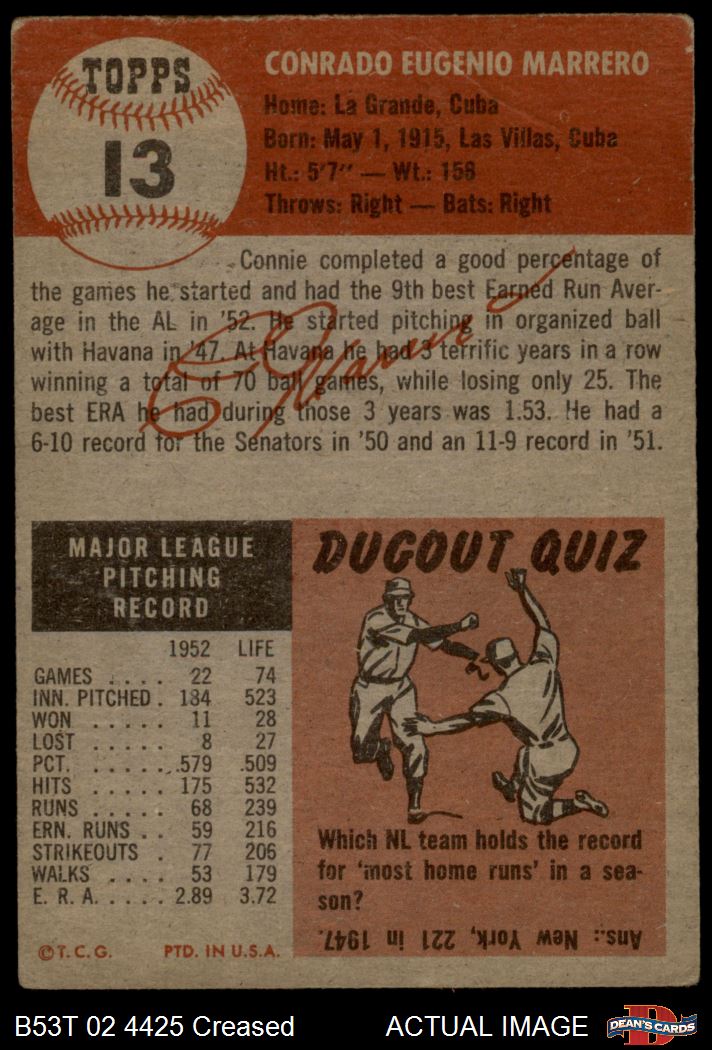 TOPPS
13
CONRADO EUGENIO MARRERO
Home: La Grande, Cuba
Born: May 1, 1915, Las Villas, Cuba
Ht.: 5'7" — Wt.: 158
Throws: Right — Bats: Right
Connie completed a good percentage of
the games he started and had the 9th best Earned Run Aver-
age in the AL in '52. He started pitching in organized ball
with Havana in '47. At Havana he had 3 terrific years in a row
winning a total of 70 ball games, while losing only 25. The
best ERA he had during those 3 years was 1.53. He had a
6-10 record for the Senators in '50 and an 11-9 record in '51.
C. Marrero
MAJOR LEAGUE
PITCHING
RECORD
1952 LIFE
GAMES .... 22 74
INN. PITCHED. 184 523
WON ..... 11 28
LOST ..... 8 27
PCT. ..... .579 .509
HITS ..... 175 532
RUNS ..... 68 239
ERN. RUNS .. 59 216
STRIKEOUTS . 77 206
WALKS .... 53 179
E. R. A. .... 2.89 3.72
©T.C.G. PTD. IN U.S.A.
DUGOUT QUIZ
Which NL team holds the record
for 'most home runs' in a sea-
son?
Ans.: New York, 221 in 1947.
B53T 02 4425 Creased
ACTUAL IMAGE
D
DEAN'S CARDS